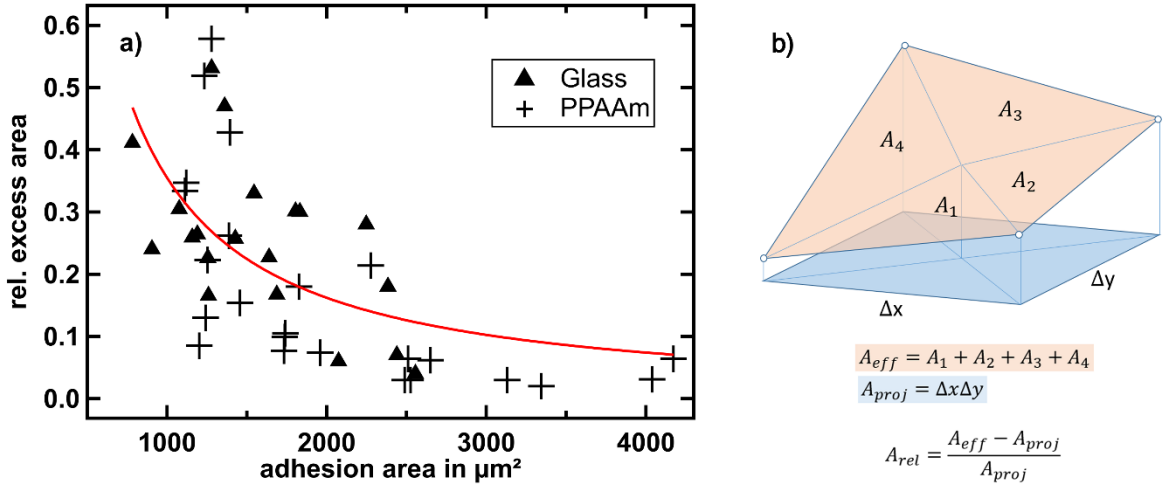 a)
rel. excess area
0.6
0.5
0.4
0.3
0.2
0.1
0.0
Glass
PPAAm
1000 2000 3000 4000
adhesion area in µm²
b)
A₄
A₃
A₂
A₁
Δx
Δy
A_eff = A₁ + A₂ + A₃ + A₄
A_proj = ΔxΔy
A_rel = (A_eff − A_proj) / A_proj